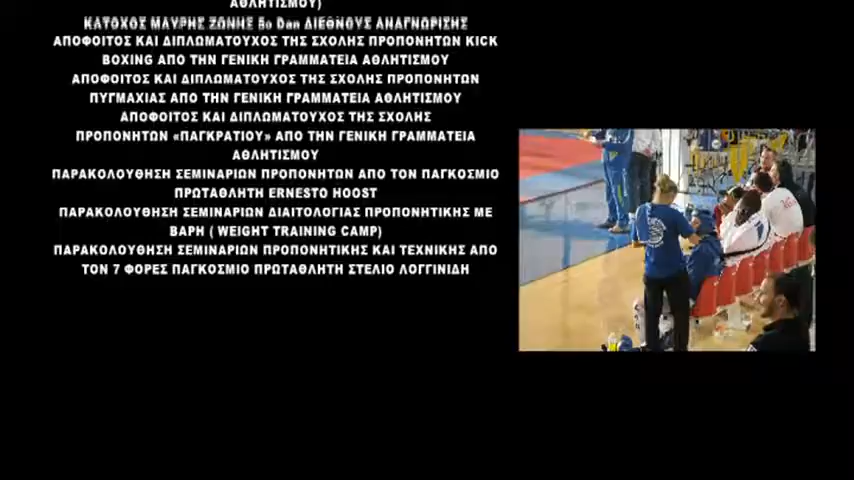 ΑΘΛΗΤΙΣΜΟΥ)
ΚΑΤΟΧΟΣ ΜΑΥΡΗΣ ΖΩΝΗΣ 5ο Dan ΔΙΕΘΝΟΥΣ ΑΝΑΓΝΩΡΙΣΗΣ
ΑΠΟΦΟΙΤΟΣ ΚΑΙ ΔΙΠΛΩΜΑΤΟΥΧΟΣ ΤΗΣ ΣΧΟΛΗΣ ΠΡΟΠΟΝΗΤΩΝ KICK
BOXING ΑΠΟ ΤΗΝ ΓΕΝΙΚΗ ΓΡΑΜΜΑΤΕΙΑ ΑΘΛΗΤΙΣΜΟΥ
ΑΠΟΦΟΙΤΟΣ ΚΑΙ ΔΙΠΛΩΜΑΤΟΥΧΟΣ ΤΗΣ ΣΧΟΛΗΣ ΠΡΟΠΟΝΗΤΩΝ
ΠΥΓΜΑΧΙΑΣ ΑΠΟ ΤΗΝ ΓΕΝΙΚΗ ΓΡΑΜΜΑΤΕΙΑ ΑΘΛΗΤΙΣΜΟΥ
ΑΠΟΦΟΙΤΟΣ ΚΑΙ ΔΙΠΛΩΜΑΤΟΥΧΟΣ ΤΗΣ ΣΧΟΛΗΣ
ΠΡΟΠΟΝΗΤΩΝ «ΠΑΓΚΡΑΤΙΟΥ» ΑΠΟ ΤΗΝ ΓΕΝΙΚΗ ΓΡΑΜΜΑΤΕΙΑ
ΑΘΛΗΤΙΣΜΟΥ
ΠΑΡΑΚΟΛΟΥΘΗΣΗ ΣΕΜΙΝΑΡΙΩΝ ΠΡΟΠΟΝΗΤΩΝ ΑΠΟ ΤΟΝ ΠΑΓΚΟΣΜΙΟ
ΠΡΩΤΑΘΛΗΤΗ ERNESTO HOOST
ΠΑΡΑΚΟΛΟΥΘΗΣΗ ΣΕΜΙΝΑΡΙΩΝ ΔΙΑΙΤΟΛΟΓΙΑΣ ΠΡΟΠΟΝΗΤΙΚΗΣ ΜΕ
ΒΑΡΗ ( WEIGHT TRAINING CAMP)
ΠΑΡΑΚΟΛΟΥΘΗΣΗ ΣΕΜΙΝΑΡΙΩΝ ΠΡΟΠΟΝΗΤΙΚΗΣ ΚΑΙ ΤΕΧΝΙΚΗΣ ΑΠΟ
ΤΟΝ 7 ΦΟΡΕΣ ΠΑΓΚΟΣΜΙΟ ΠΡΩΤΑΘΛΗΤΗ ΣΤΕΛΙΟ ΛΟΓΓΙΝΙΔΗ